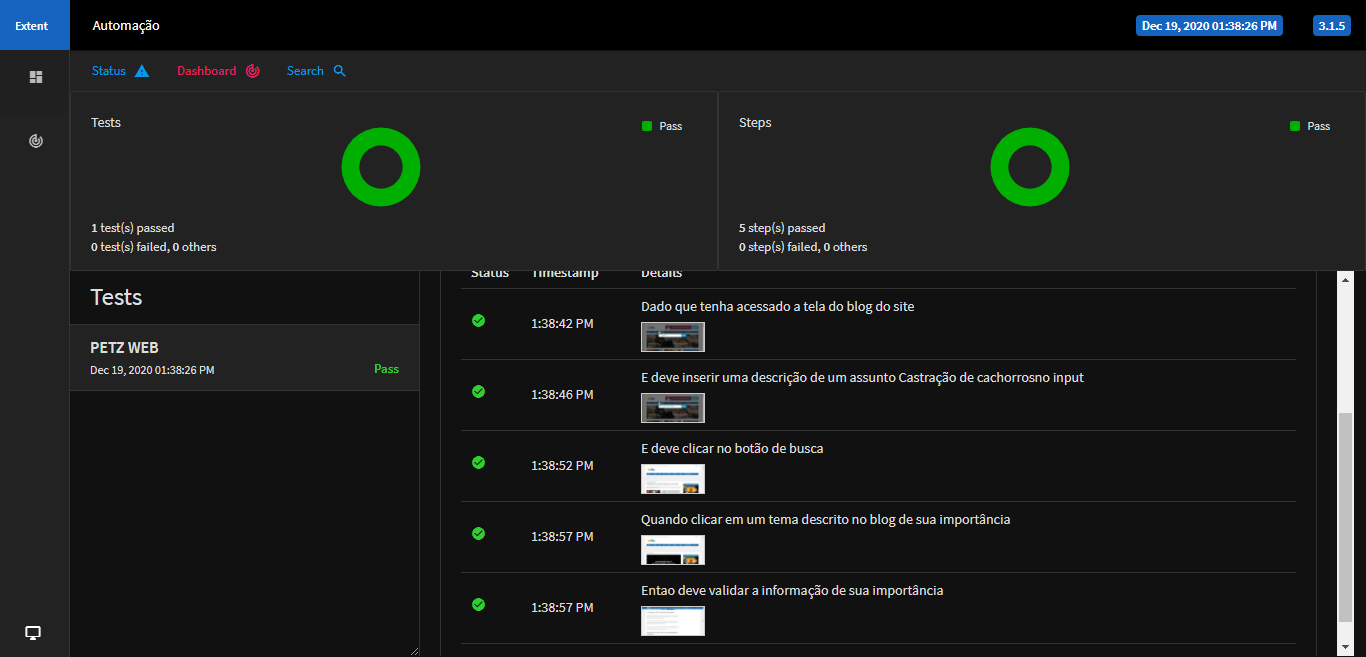 Extent
Automação
Dec 19, 2020 01:38:26 PM
3.1.5
Status
Dashboard
Search
Tests
Pass
1 test(s) passed
0 test(s) failed, 0 others
Steps
Pass
5 step(s) passed
0 step(s) failed, 0 others
Tests
PETZ WEB
Dec 19, 2020 01:38:26 PM
Pass
Status Timestamp Details
1:38:42 PM
Dado que tenha acessado a tela do blog do site
1:38:46 PM
E deve inserir uma descrição de um assunto Castração de cachorrosno input
1:38:52 PM
E deve clicar no botão de busca
1:38:57 PM
Quando clicar em um tema descrito no blog de sua importância
1:38:57 PM
Entao deve validar a informação de sua importância